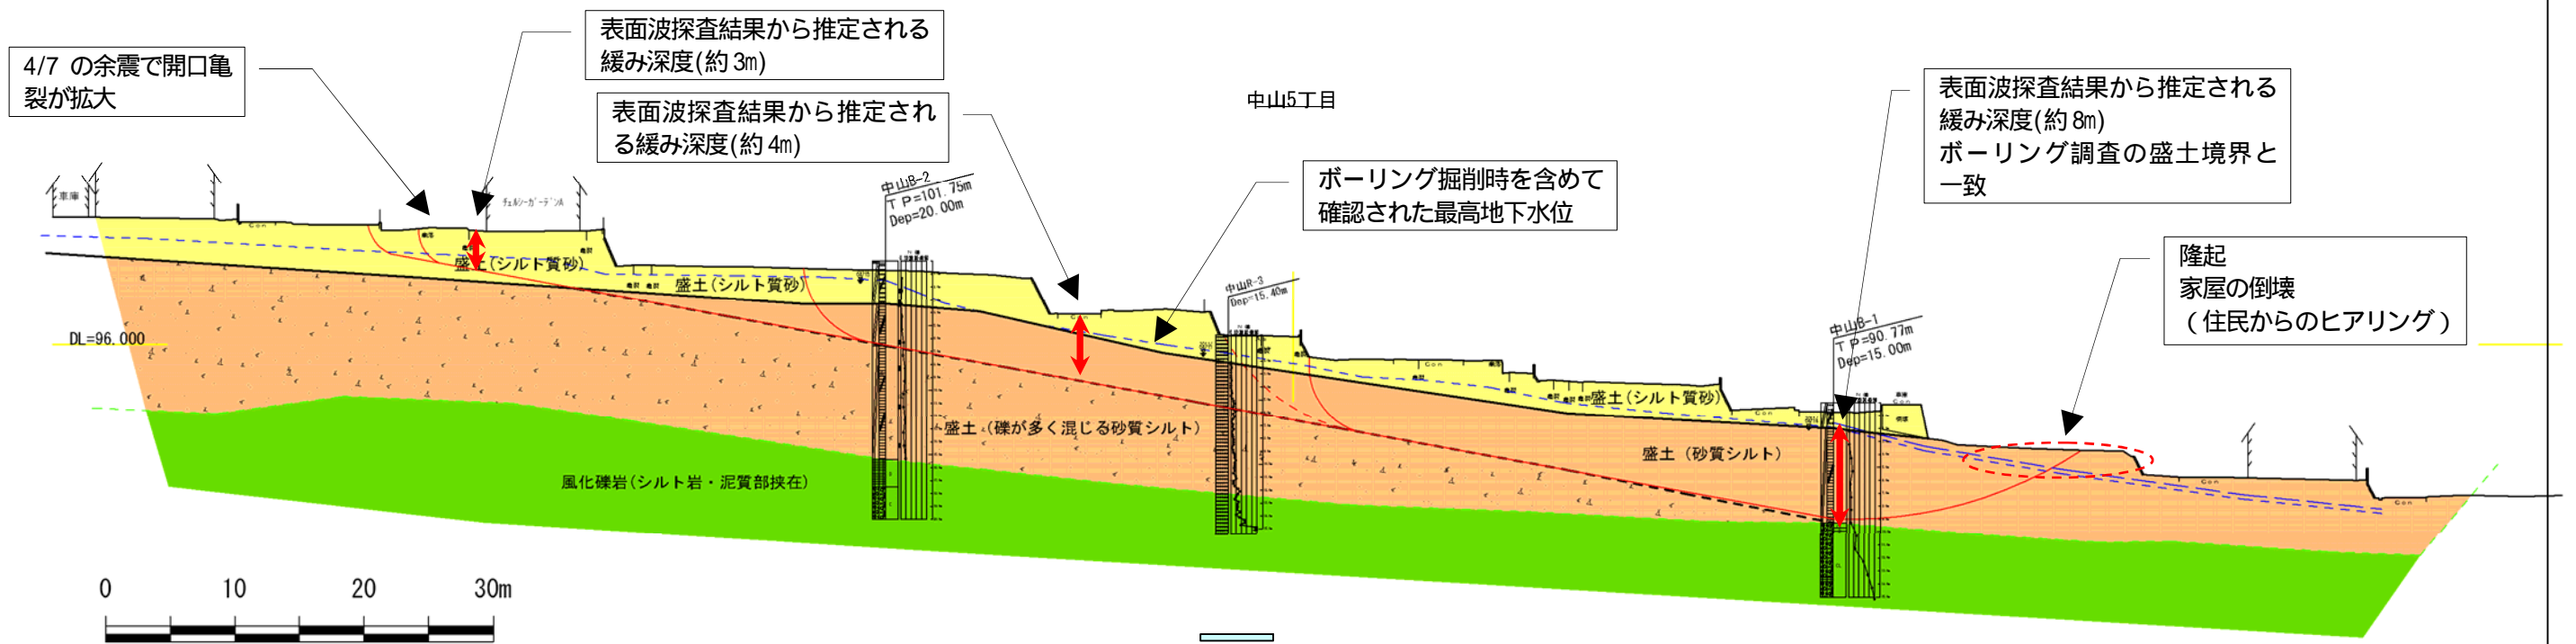 4/7 の余震で開口亀
裂が拡大
表面波探査結果から推定される
緩み深度(約3m)
表面波探査結果から推定され
る緩み深度(約4m)
中山5丁目
ボーリング掘削時を含めて
確認された最高地下水位
表面波探査結果から推定される
緩み深度(約8m)
ボーリング調査の盛土境界と
一致
隆起
家屋の倒壊
(住民からのヒアリング)
車庫
中山B-2
T P=101.75m
Dep=20.00m
Dep=15.40m
中山B-1
T P=90.77m
Dep=15.00m
盛土(シルト質砂)
盛土(シルト質砂)
盛土(シルト質砂)
DL=96.000
盛土(礫が多く混じる砂質シルト)
盛土(砂質シルト)
風化礫岩(シルト岩・泥質部挟在)
0 10 20 30m